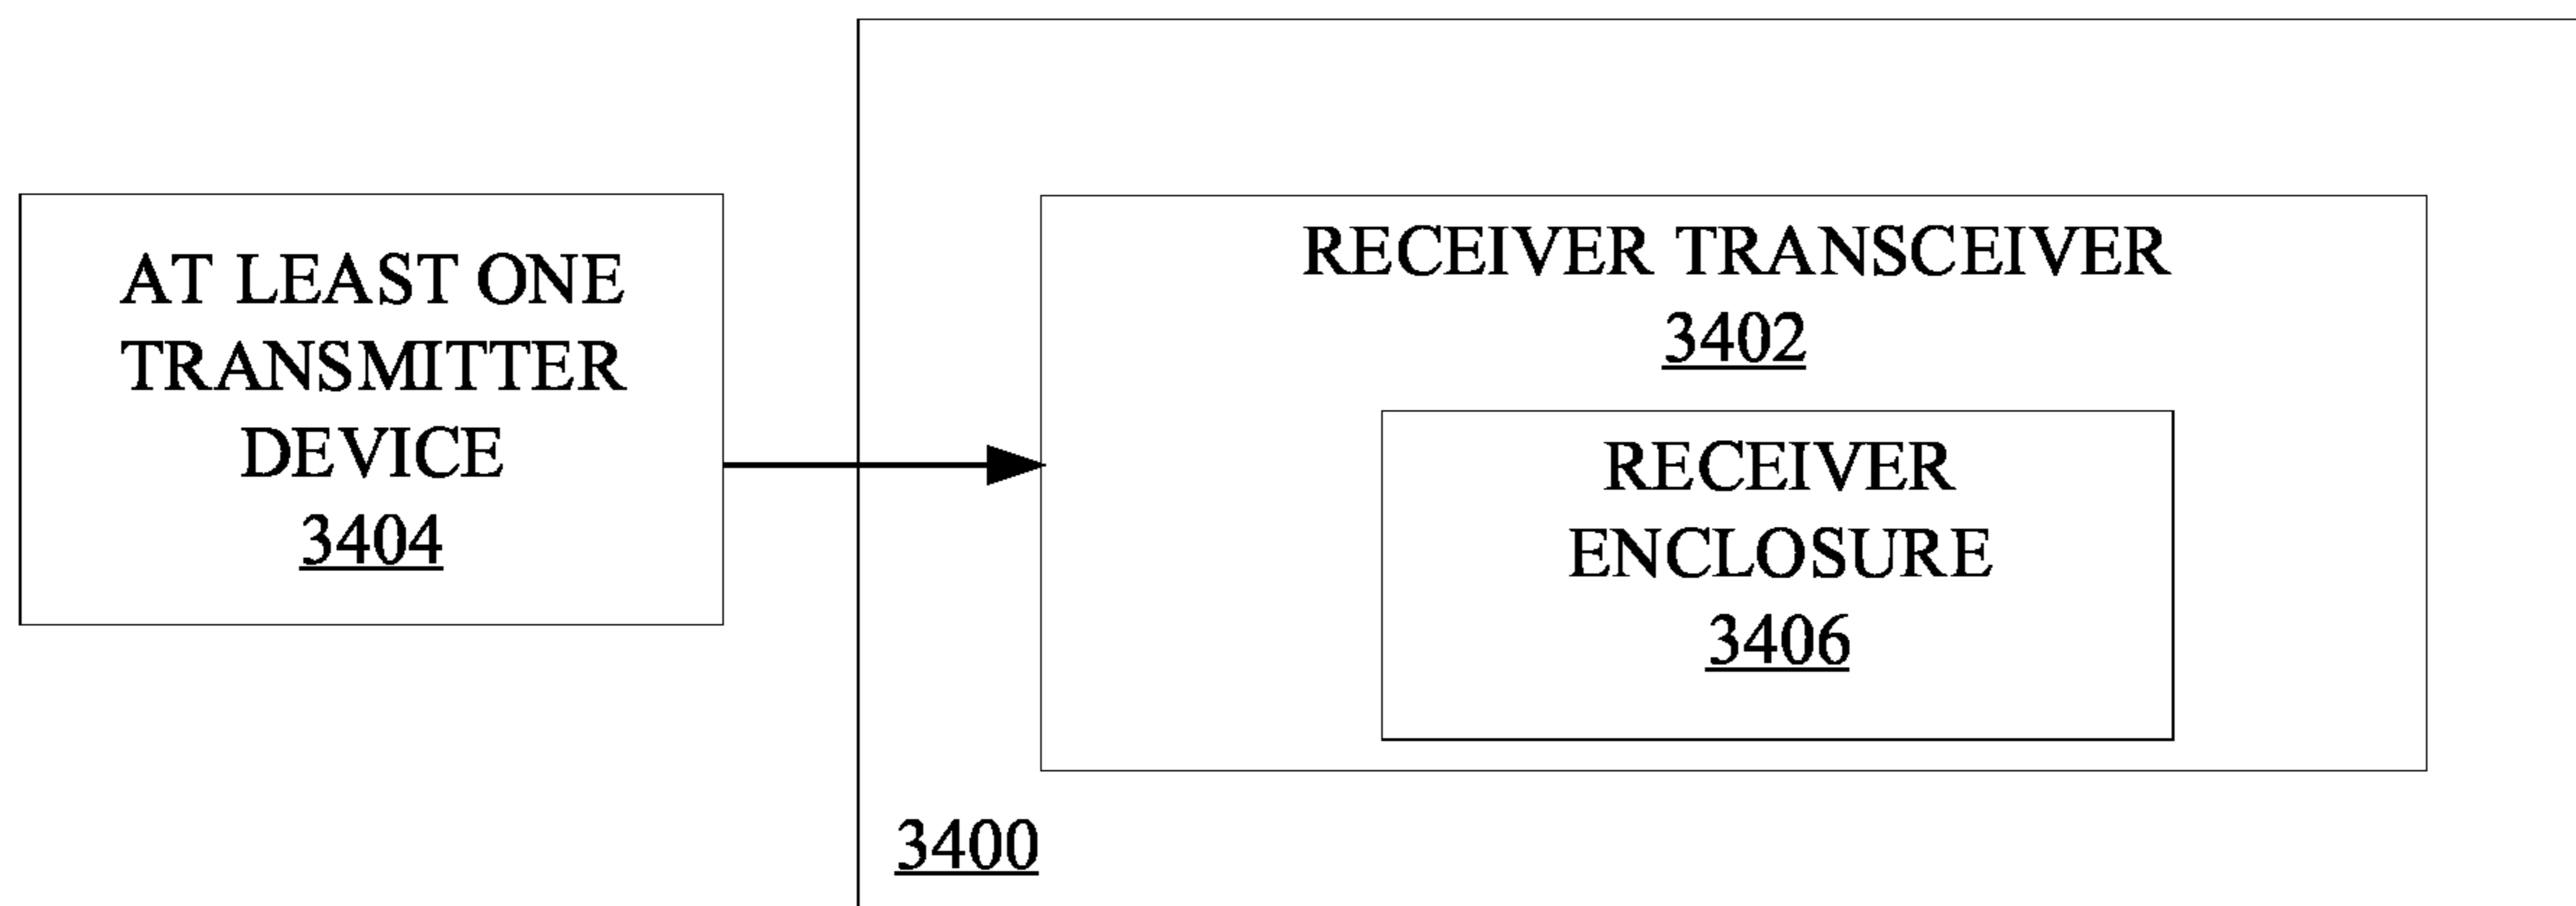 AT LEAST ONE
TRANSMITTER
DEVICE
3404
RECEIVER TRANSCEIVER
3402
RECEIVER
ENCLOSURE
3406
3400